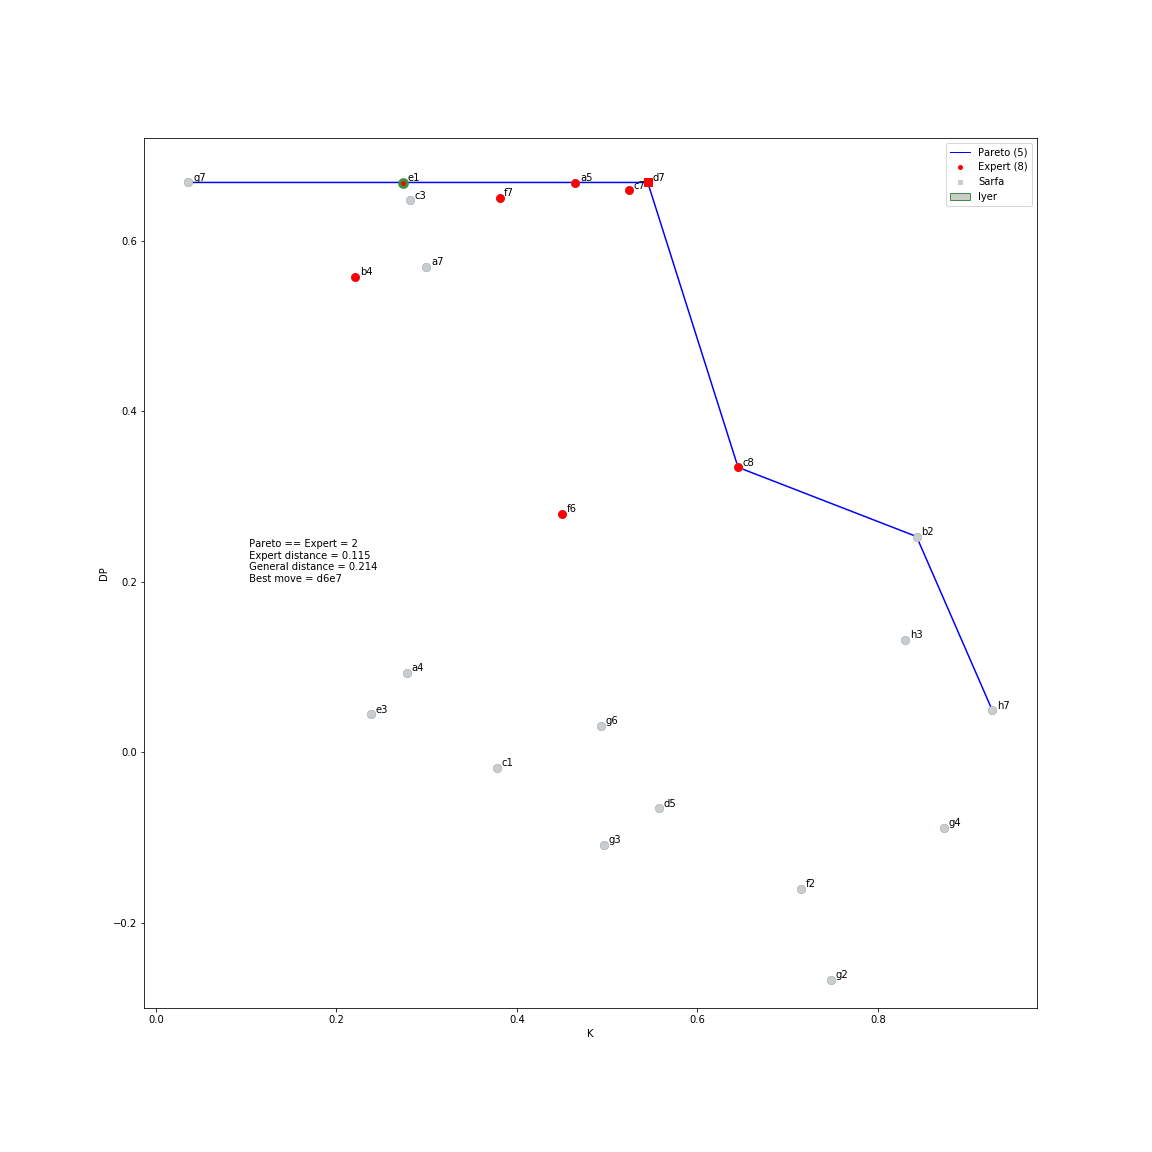 Pareto (5)
Expert (8)
Sarfa
Iyer
g7
e1
a5
c7
d7
c3
f7
b4
a7
0.6
0.4
c8
f6
b2
Pareto == Expert = 2
Expert distance = 0.115
General distance = 0.214
Best move = d6e7
DP
0.2
h3
a4
e3
g6
h7
0.0
c1
d5
g4
g3
f2
−0.2
g2
0.0 0.2 0.4 0.6 0.8
K